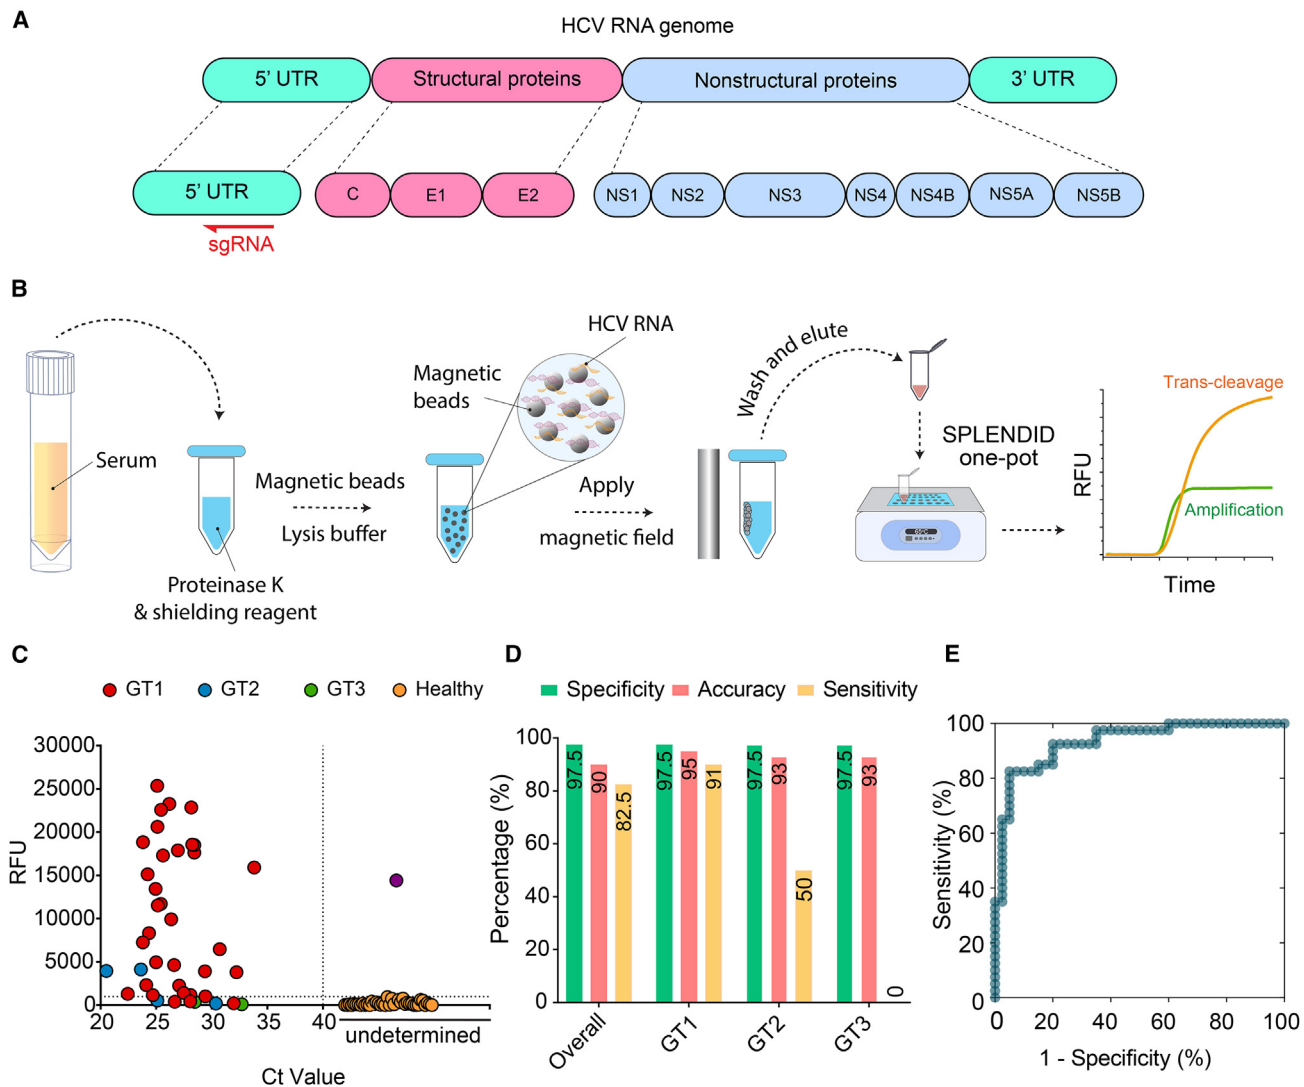 A
HCV RNA genome
5' UTR
Structural proteins
Nonstructural proteins
3' UTR
5' UTR
C
E1
E2
NS1
NS2
NS3
NS4
NS4B
NS5A
NS5B
sgRNA
B
Serum
Proteinase K
& shielding reagent
Magnetic beads
Lysis buffer
Magnetic
beads
HCV RNA
Apply
magnetic field
Wash and elute
SPLENDID
one-pot
65°C
RFU
Trans-cleavage
Amplification
Time
C
GT1
GT2
GT3
Healthy
RFU
30000
25000
20000
15000
10000
5000
0
20
25
30
35
40
undetermined
Ct Value
D
Specificity
Accuracy
Sensitivity
Percentage (%)
100
80
60
40
20
0
97.5
90
82.5
97.5
95
91
97.5
93
50
97.5
93
0
Overall
GT1
GT2
GT3
E
Sensitivity (%)
100
80
60
40
20
0
0
20
40
60
80
100
1 - Specificity (%)